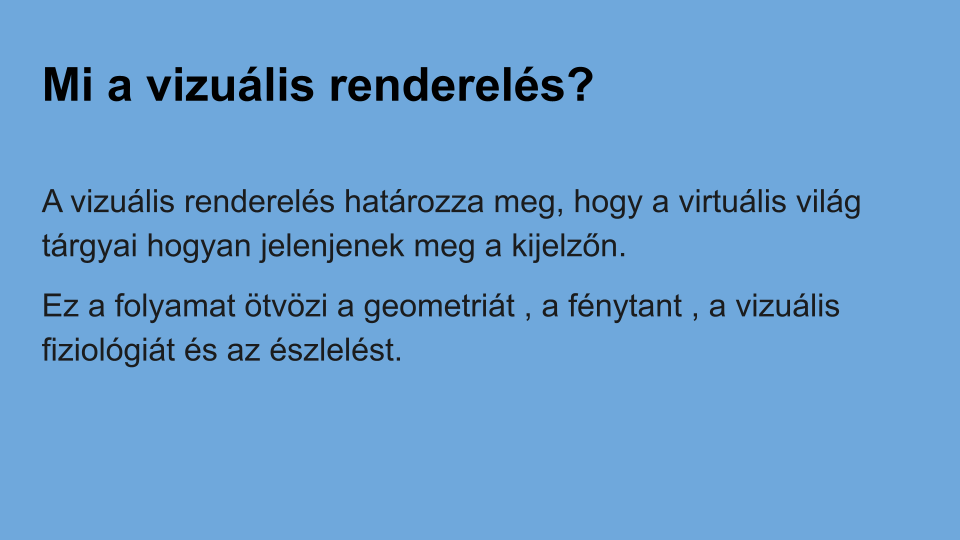 Mi a vizuális renderelés?
A vizuális renderelés határozza meg, hogy a virtuális világ
tárgyai hogyan jelenjenek meg a kijelzőn.
Ez a folyamat ötvözi a geometriát , a fénytant , a vizuális
fiziológiát és az észlelést.